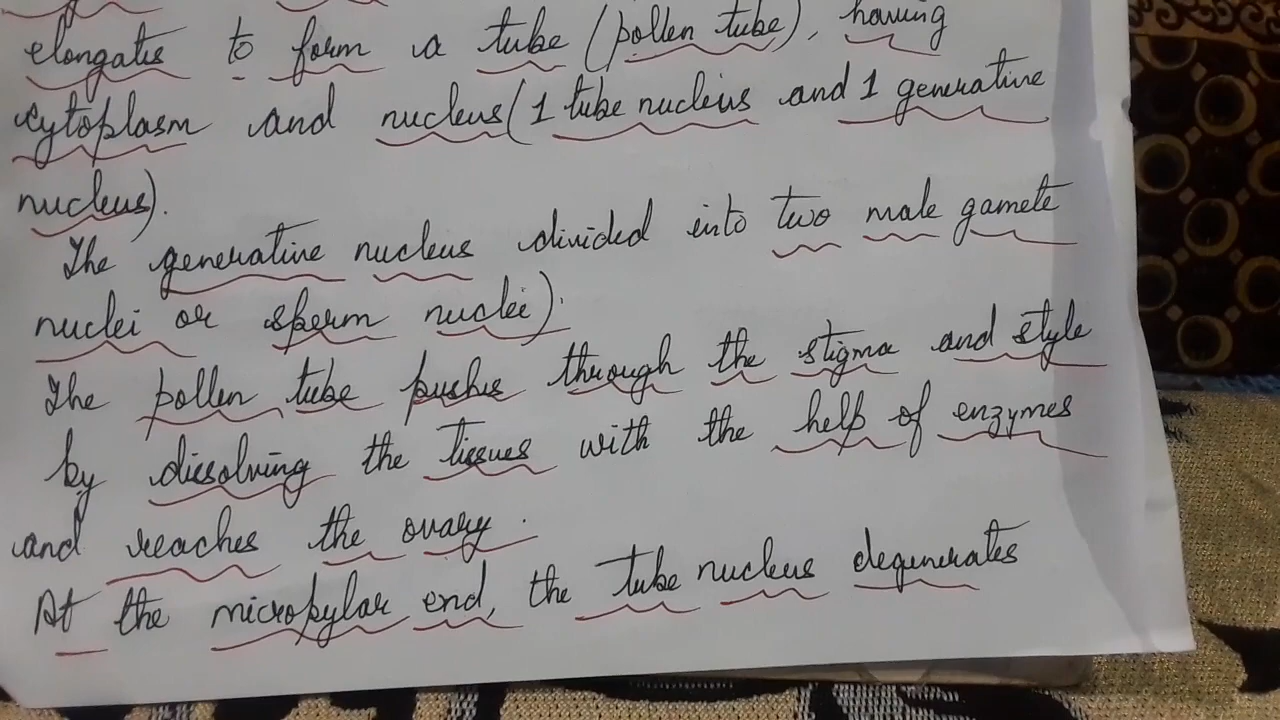 elongates to form a tube (pollen tube), having
cytoplasm and nucleus (1 tube nucleus and 1 generative
nucleus).
The generative nucleus divided into two male gamete
nuclei or sperm nuclei).
The pollen tube pushes through the stigma and style
by dissolving the tissues with the help of enzymes
and reaches the ovary.
At the micropylar end, the tube nucleus degenerates